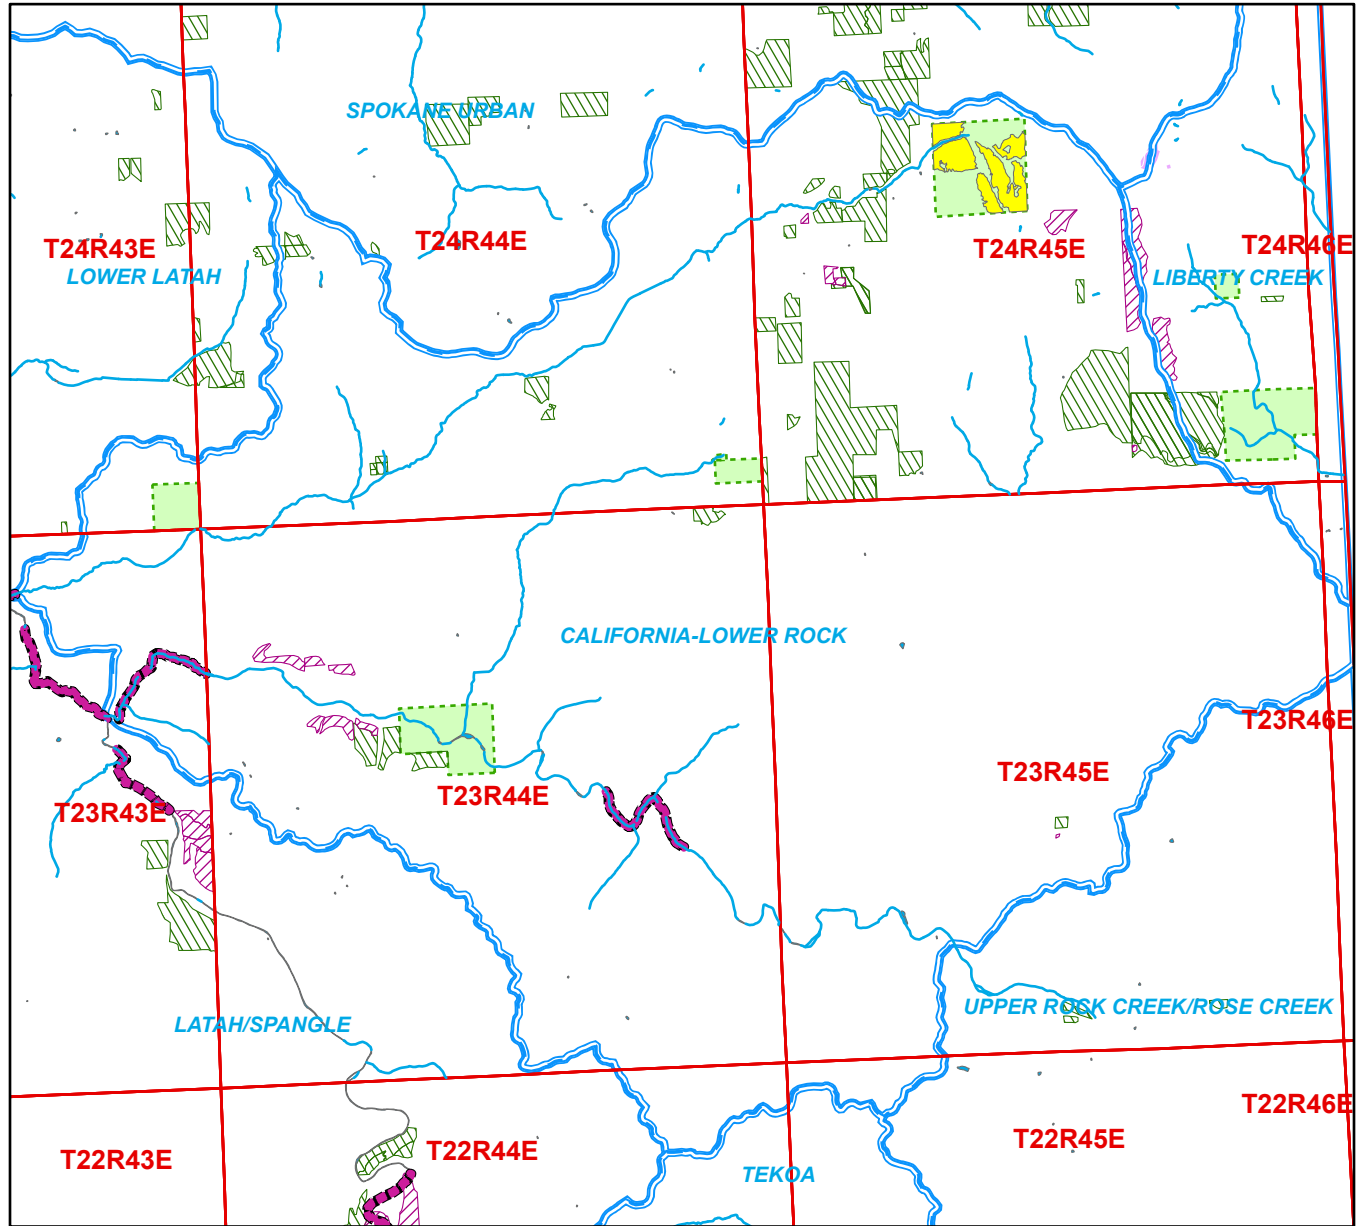 SPOKANE URBAN
T24R43E
T24R44E
T24R45E
T24R46E
LOWER LATAH
LIBERTY CREEK
CALIFORNIA-LOWER ROCK
T23R46E
T23R45E
T23R44E
T23R43E
UPPER ROCK CREEK/ROSE CREEK
LATAH/SPANGLE
T22R46E
T22R45E
T22R44E
T22R43E
TEKOA